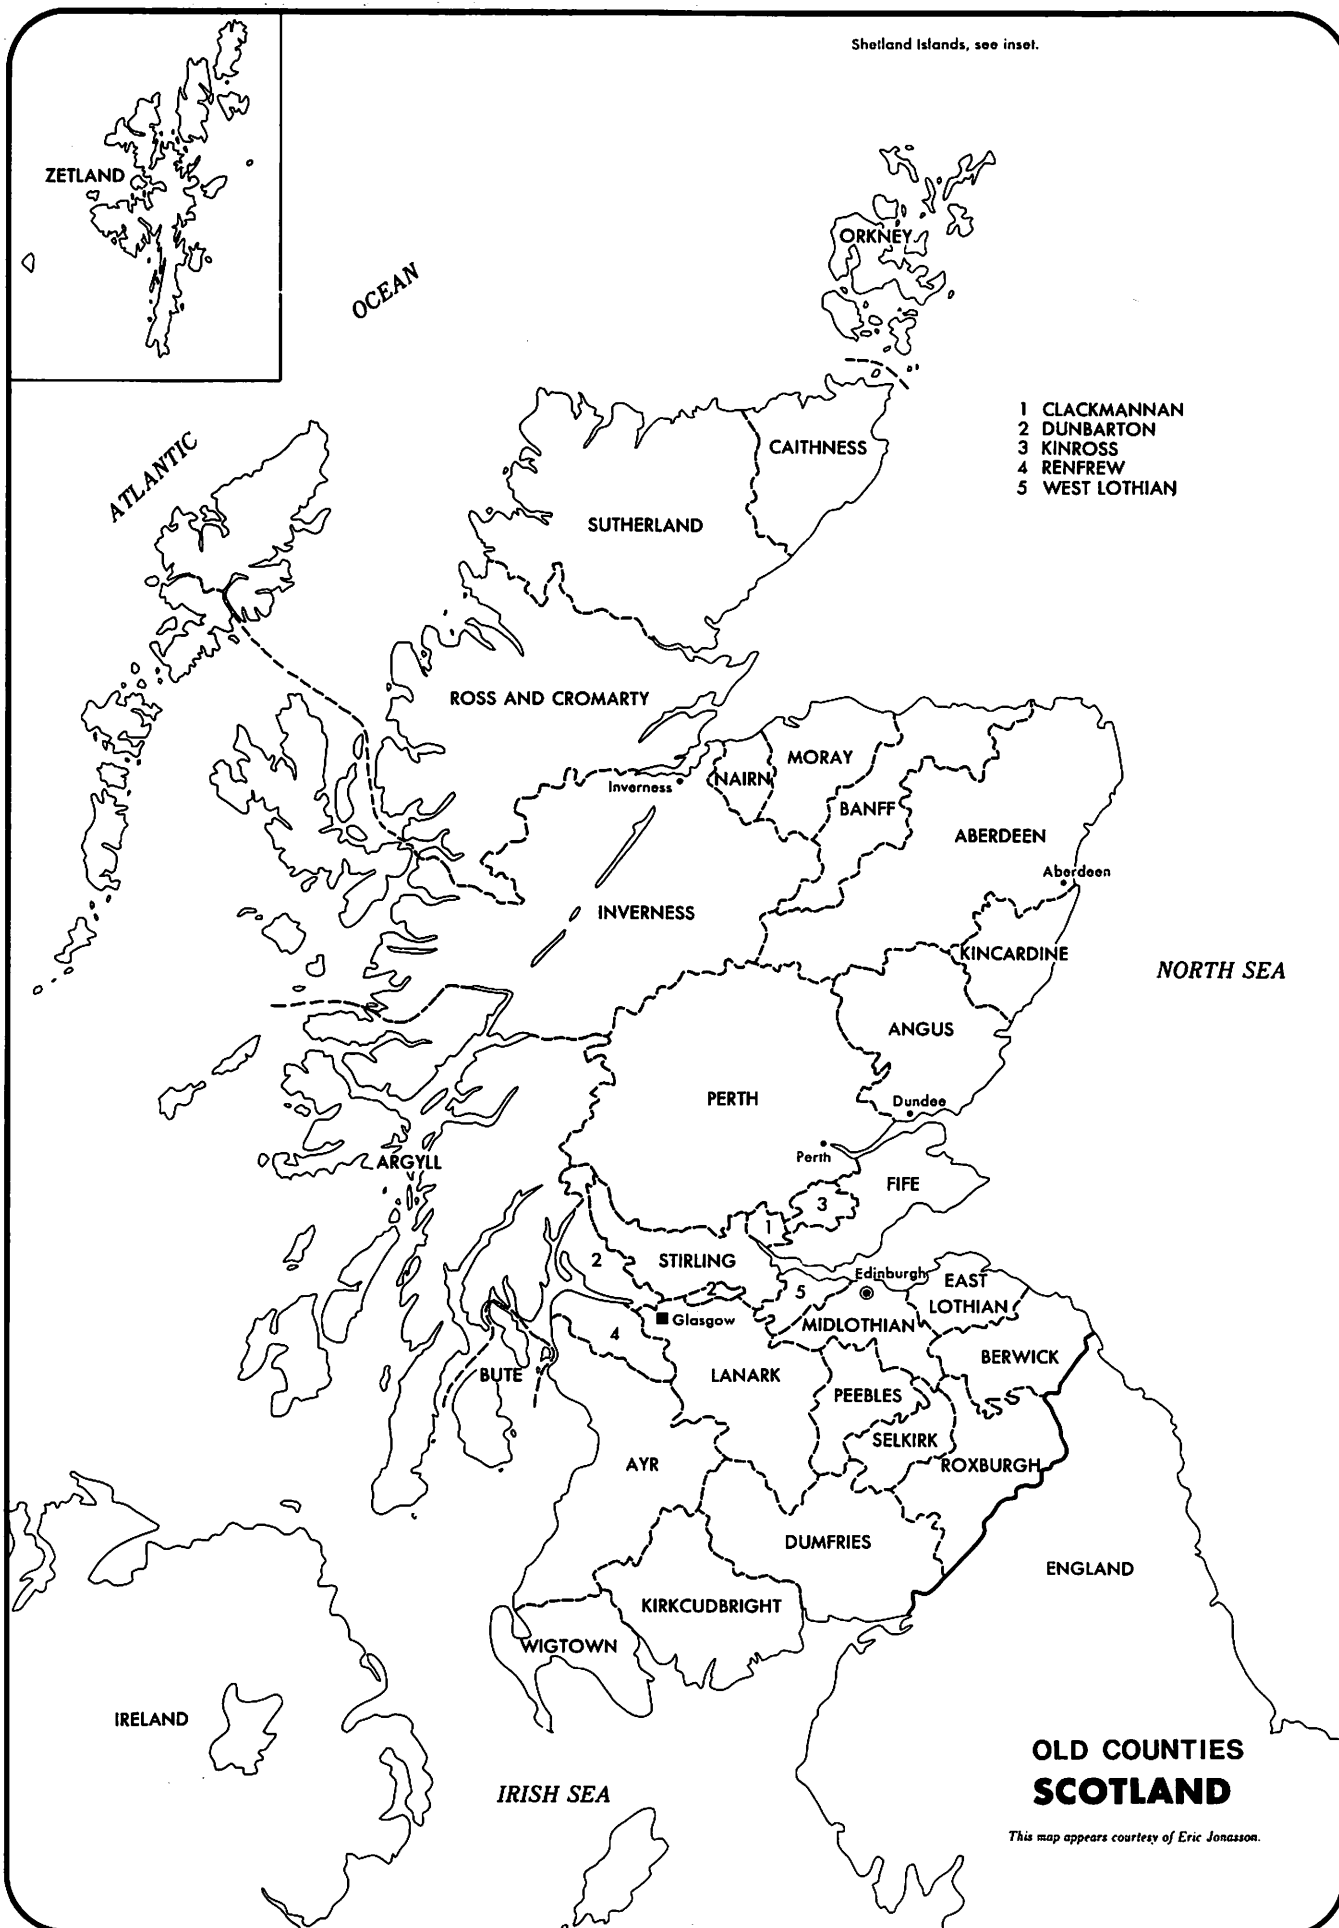 Shetland Islands, see inset.
ZETLAND
ORKNEY
OCEAN
ATLANTIC
1 CLACKMANNAN
2 DUNBARTON
3 KINROSS
4 RENFREW
5 WEST LOTHIAN
CAITHNESS
SUTHERLAND
ROSS AND CROMARTY
MORAY
NAIRN
Inverness
BANFF
ABERDEEN
Aberdeen
INVERNESS
KINCARDINE
NORTH SEA
ANGUS
PERTH
Dundee
Perth
ARGYLL
FIFE
3
1
2
STIRLING
Edinburgh
EAST
LOTHIAN
2
5
Glasgow
MIDLOTHIAN
4
BERWICK
BUTE
LANARK
PEEBLES
SELKIRK
AYR
ROXBURGH
DUMFRIES
ENGLAND
KIRKCUDBRIGHT
WIGTOWN
IRELAND
IRISH SEA
OLD COUNTIES
SCOTLAND
This map appears courtesy of Eric Jonasson.